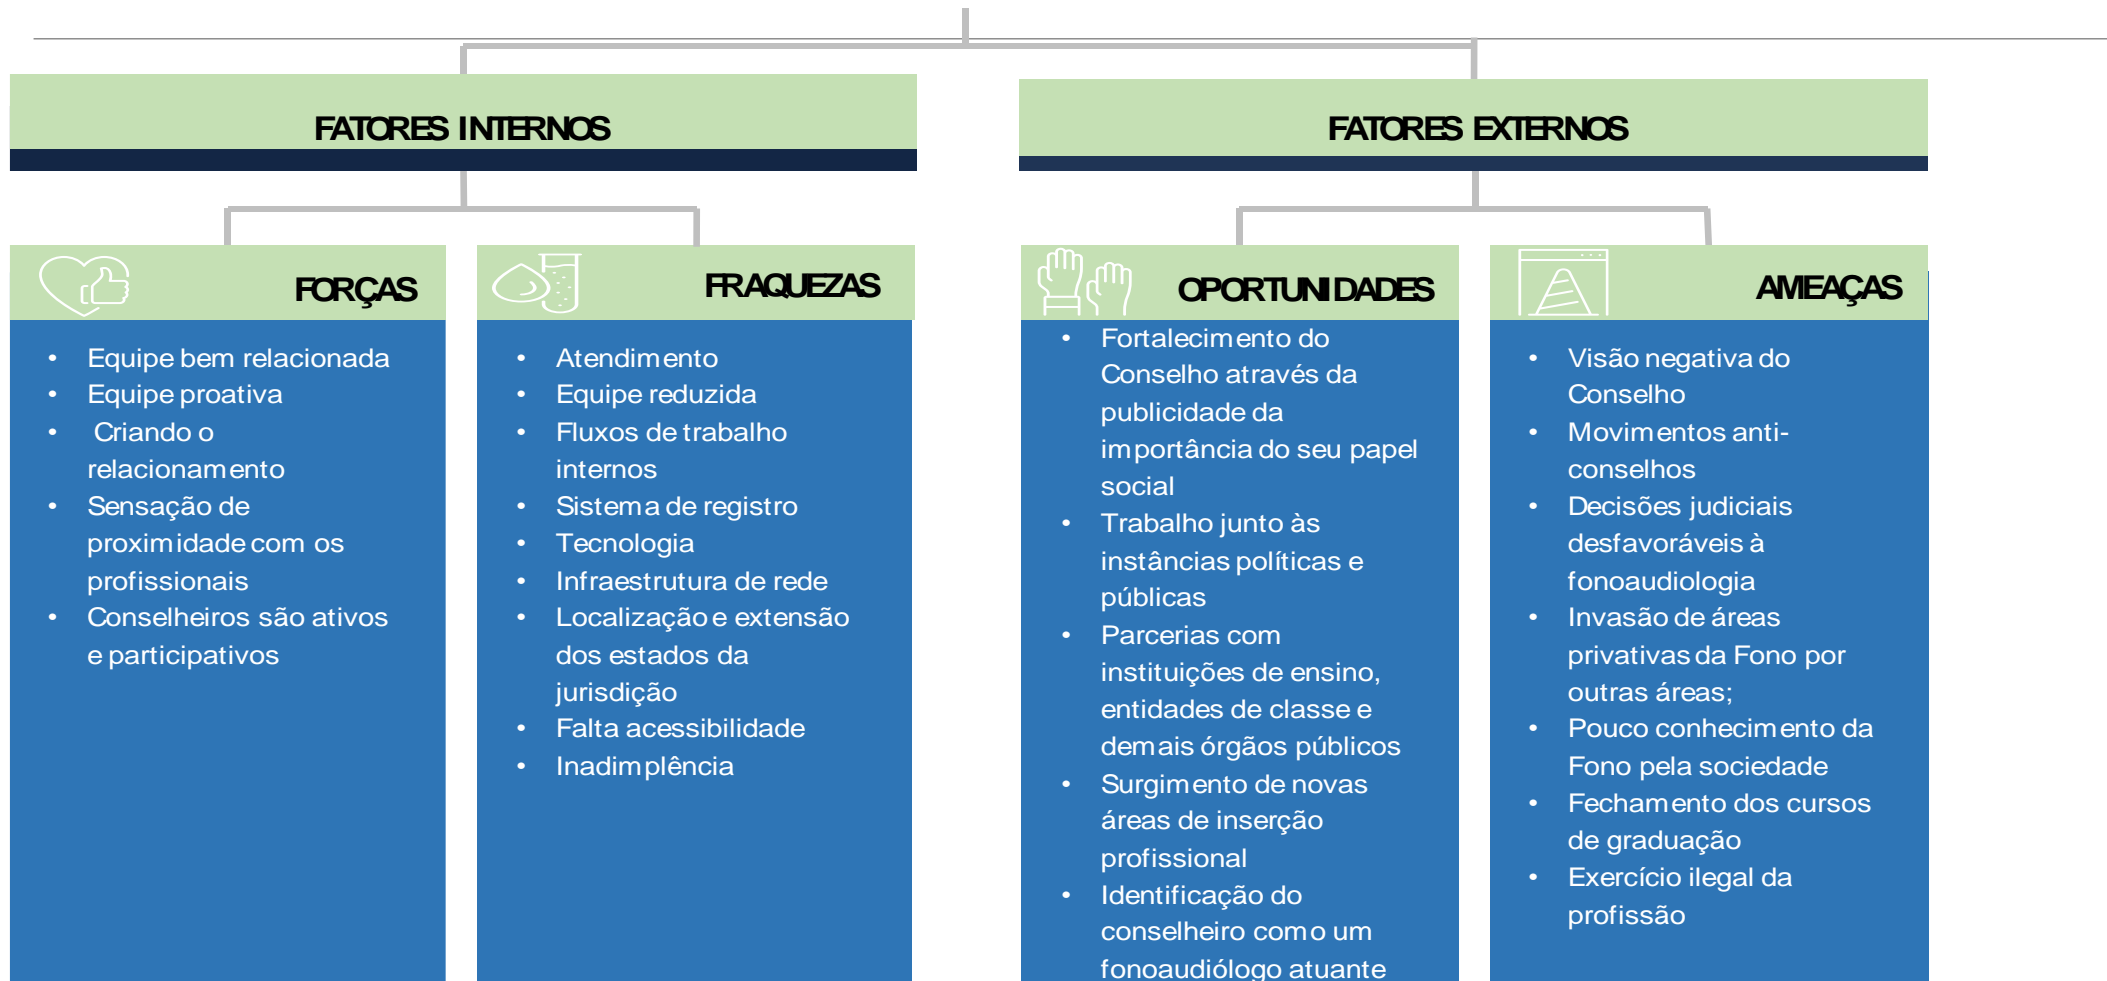 FATORES INTERNOS
FATORES EXTERNOS
FORÇAS
• Equipe bem relacionada
• Equipe proativa
• Criando o
relacionamento
• Sensação de
proximidade com os
profissionais
• Conselheiros são ativos
e participativos
FRAQUEZAS
• Atendimento
• Equipe reduzida
• Fluxos de trabalho
internos
• Sistema de registro
• Tecnologia
• Infraestrutura de rede
• Localização e extensão
dos estados da
jurisdição
• Falta acessibilidade
• Inadimplência
OPORTUNIDADES
• Fortalecimento do
Conselho através da
publicidade da
importância do seu papel
social
• Trabalho junto às
instâncias políticas e
públicas
• Parcerias com
instituições de ensino,
entidades de classe e
demais órgãos públicos
• Surgimento de novas
áreas de inserção
profissional
• Identificação do
conselheiro como um
fonoaudiólogo atuante
AMEAÇAS
• Visão negativa do
Conselho
• Movimentos anti-
conselhos
• Decisões judiciais
desfavoráveis à
fonoaudiologia
• Invasão de áreas
privativas da Fono por
outras áreas;
• Pouco conhecimento da
Fono pela sociedade
• Fechamento dos cursos
de graduação
• Exercício ilegal da
profissão